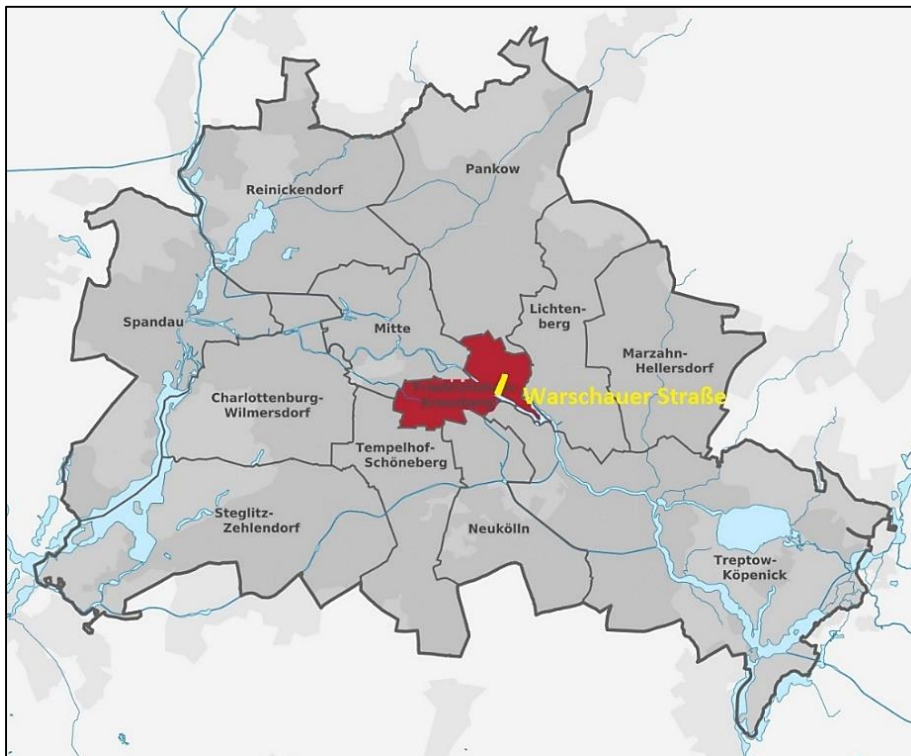 Pankow
Reinickendorf
Lichten-
berg
Spandau
Mitte
Marzahn-
Hellersdorf
Charlottenburg-
Wilmersdorf
Warschauer Straße
Tempelhof-
Schöneberg
Steglitz-
Zehlendorf
Neukölln
Treptow-
Köpenick